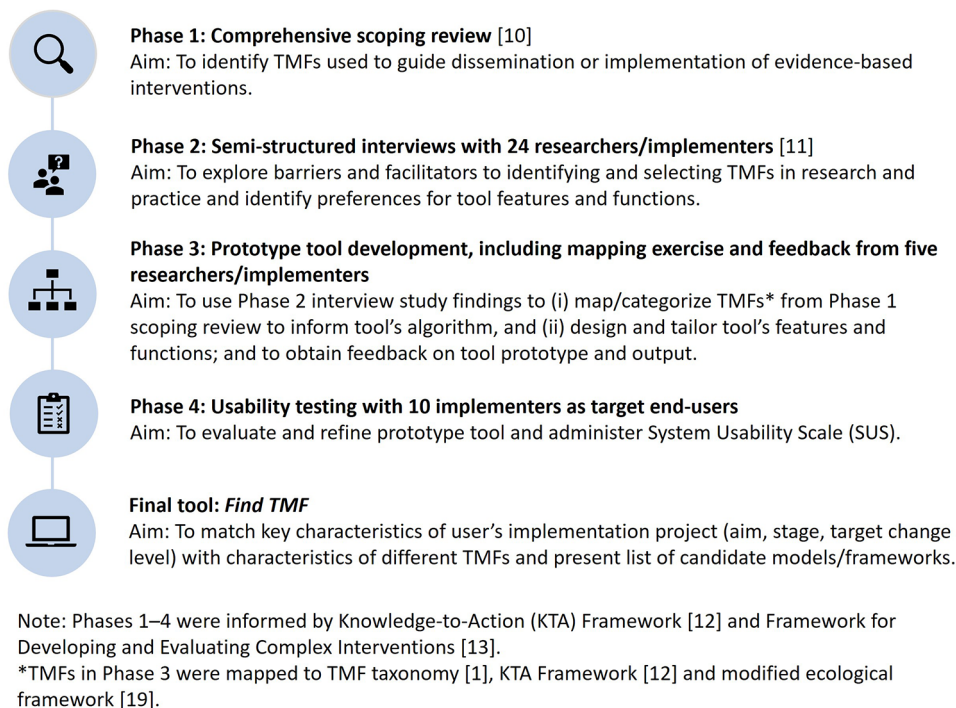 Phase 1: Comprehensive scoping review [10]
Aim: To identify TMFs used to guide dissemination or implementation of evidence-based
interventions.
?
Phase 2: Semi-structured interviews with 24 researchers/implementers [11]
Aim: To explore barriers and facilitators to identifying and selecting TMFs in research and
practice and identify preferences for tool features and functions.
Phase 3: Prototype tool development, including mapping exercise and feedback from five
researchers/implementers
Aim: To use Phase 2 interview study findings to (i) map/categorize TMFs* from Phase 1
scoping review to inform tool’s algorithm, and (ii) design and tailor tool’s features and
functions; and to obtain feedback on tool prototype and output.
Phase 4: Usability testing with 10 implementers as target end-users
Aim: To evaluate and refine prototype tool and administer System Usability Scale (SUS).
Final tool: Find TMF
Aim: To match key characteristics of user’s implementation project (aim, stage, target change
level) with characteristics of different TMFs and present list of candidate models/frameworks.
Note: Phases 1–4 were informed by Knowledge-to-Action (KTA) Framework [12] and Framework for
Developing and Evaluating Complex Interventions [13].
*TMFs in Phase 3 were mapped to TMF taxonomy [1], KTA Framework [12] and modified ecological
framework [19].